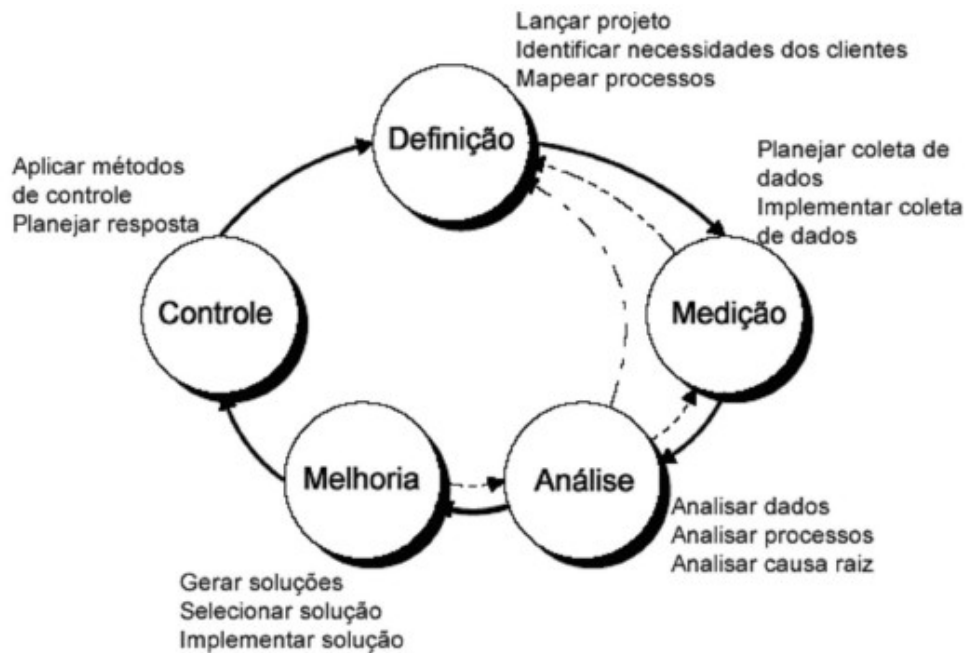 Lançar projeto
Identificar necessidades dos clientes
Mapear processos
Definição
Planejar coleta de
dados
Implementar coleta
de dados
Aplicar métodos
de controle
Planejar resposta
Controle
Medição
Melhoria
Análise
Analisar dados
Analisar processos
Analisar causa raiz
Gerar soluções
Selecionar solução
Implementar solução